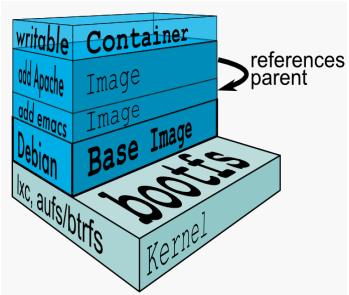 writable Container
add Apache Image
references
parent
add emacs Image
Debian Base Image
lxc, aufs/btrfs
bootfs
Kernel